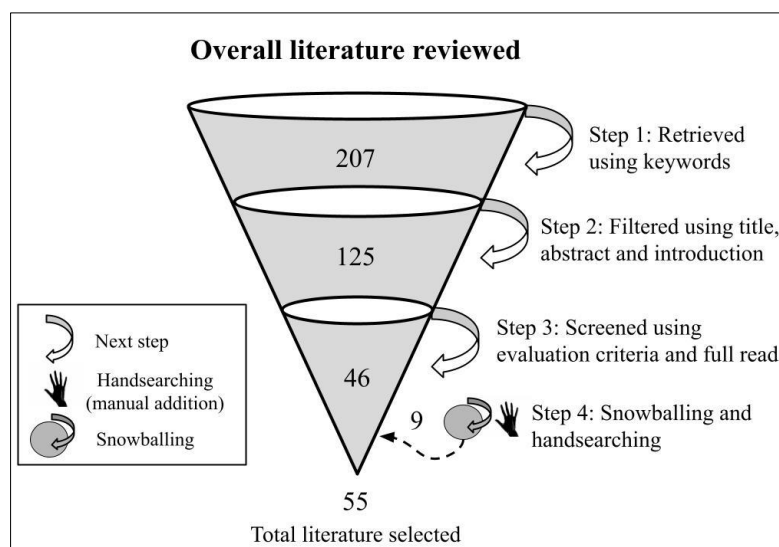 Overall literature reviewed
207
Step 1: Retrieved
using keywords
125
Step 2: Filtered using title,
abstract and introduction
46
Step 3: Screened using
evaluation criteria and full read
9
Step 4: Snowballing and
handsearching
55
Total literature selected
Next step
Handsearching
(manual addition)
Snowballing